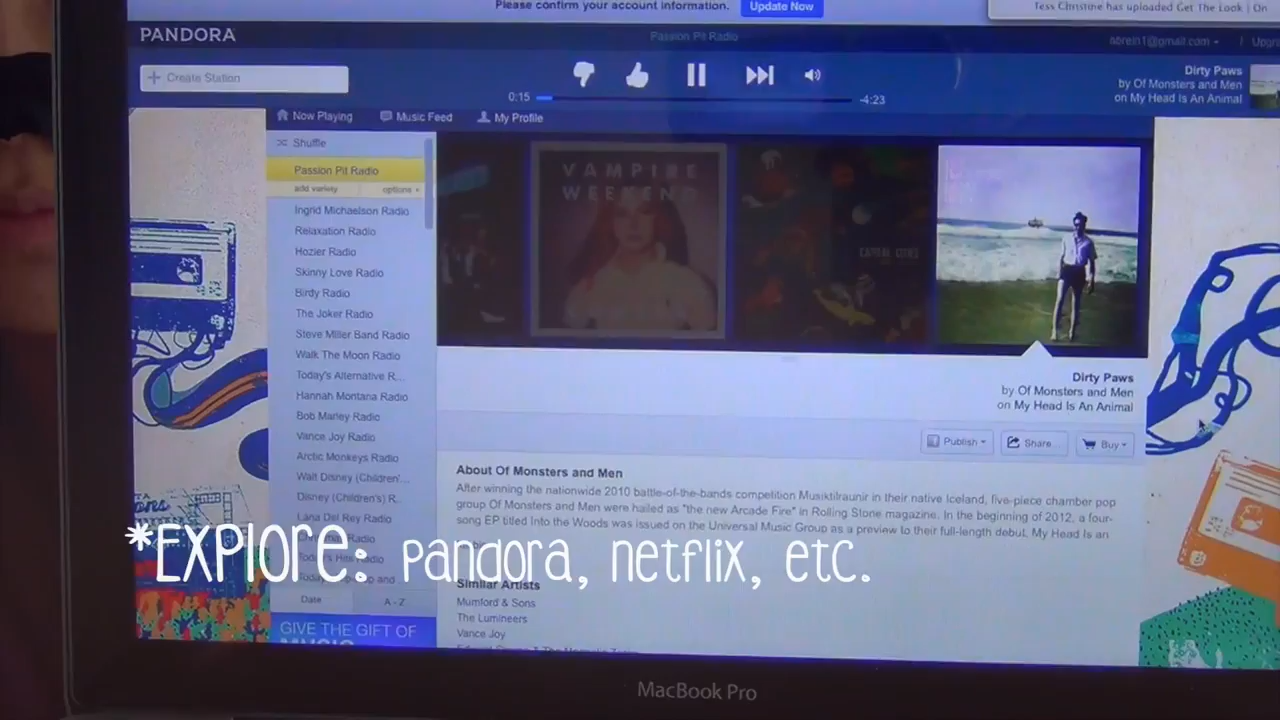 Please confirm your account information.
Update Now
Tess Christine has uploaded Get The Look | On
PANDORA
Passion Pit Radio
Create Station
0:15
-4:23
Dirty Paws
by Of Monsters and Men
on My Head Is An Animal
Now Playing
Music Feed
My Profile
Shuffle
Passion Pit Radio
add variety
options
Ingrid Michaelson Radio
Relaxation Radio
Hozier Radio
Skinny Love Radio
Birdy Radio
The Joker Radio
Steve Miller Band Radio
Walk The Moon Radio
Today's Alternative R...
Hannah Montana Radio
Bob Marley Radio
Vance Joy Radio
Arctic Monkeys Radio
Walt Disney (Children'...
Disney (Children's) R...
Lana Del Rey Radio
Radio
Date
A - Z
GIVE THE GIFT OF
MUSIC
VAMPIRE
WEEKEND
CAPITAL CITIES
Dirty Paws
by Of Monsters and Men
on My Head Is An Animal
Publish
Share...
Buy
About Of Monsters and Men
After winning the nationwide 2010 battle-of-the-bands competition Musiktilraunir in their native Iceland, five-piece chamber pop
group Of Monsters and Men were hailed as "the new Arcade Fire" in Rolling Stone magazine. In the beginning of 2012, a four-
song EP titled Into the Woods was issued on the Universal Music Group as a preview to their full-length debut, My Head Is an
*EXPlORE: pandora, netflix, etc.
Similar Artists
Mumford & Sons
The Lumineers
Vance Joy
MacBook Pro